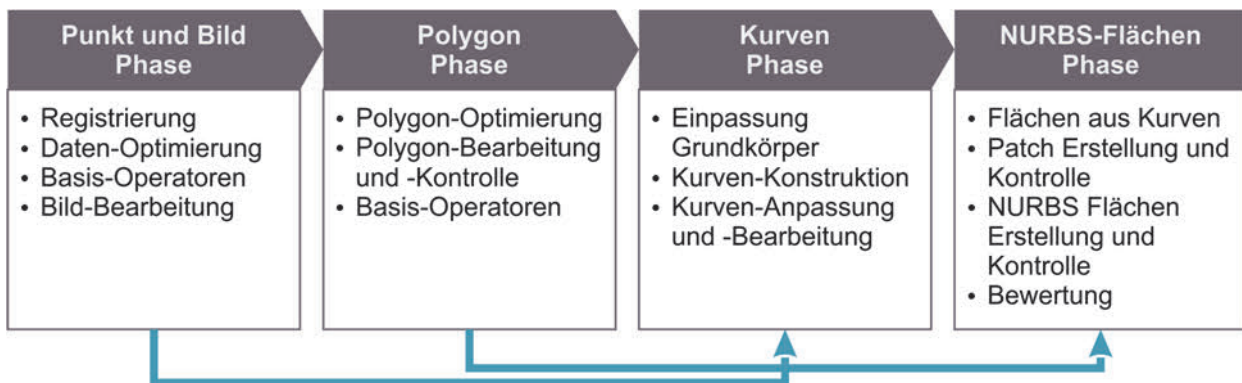 Punkt und Bild
Phase
Polygon
Phase
Kurven
Phase
NURBS-Flächen
Phase
• Registrierung
• Daten-Optimierung
• Basis-Operatoren
• Bild-Bearbeitung
• Polygon-Optimierung
• Polygon-Bearbeitung
und -Kontrolle
• Basis-Operatoren
• Einpassung
Grundkörper
• Kurven-Konstruktion
• Kurven-Anpassung
und -Bearbeitung
• Flächen aus Kurven
• Patch Erstellung und
Kontrolle
• NURBS Flächen
Erstellung und
Kontrolle
• Bewertung